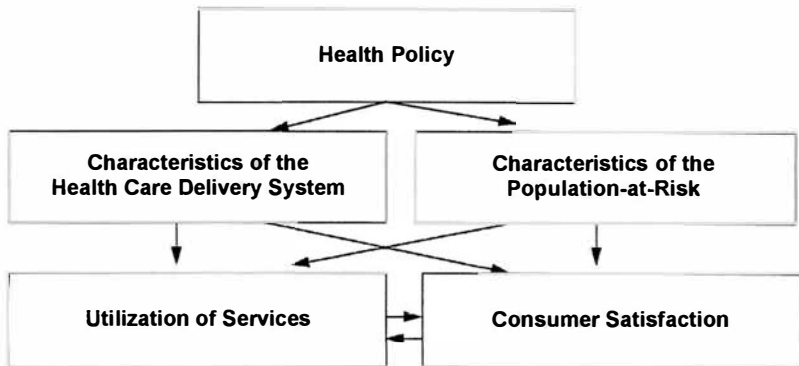 Health Policy
Characteristics of the
Health Care Delivery System
Characteristics of the
Population-at-Risk
Utilization of Services
Consumer Satisfaction